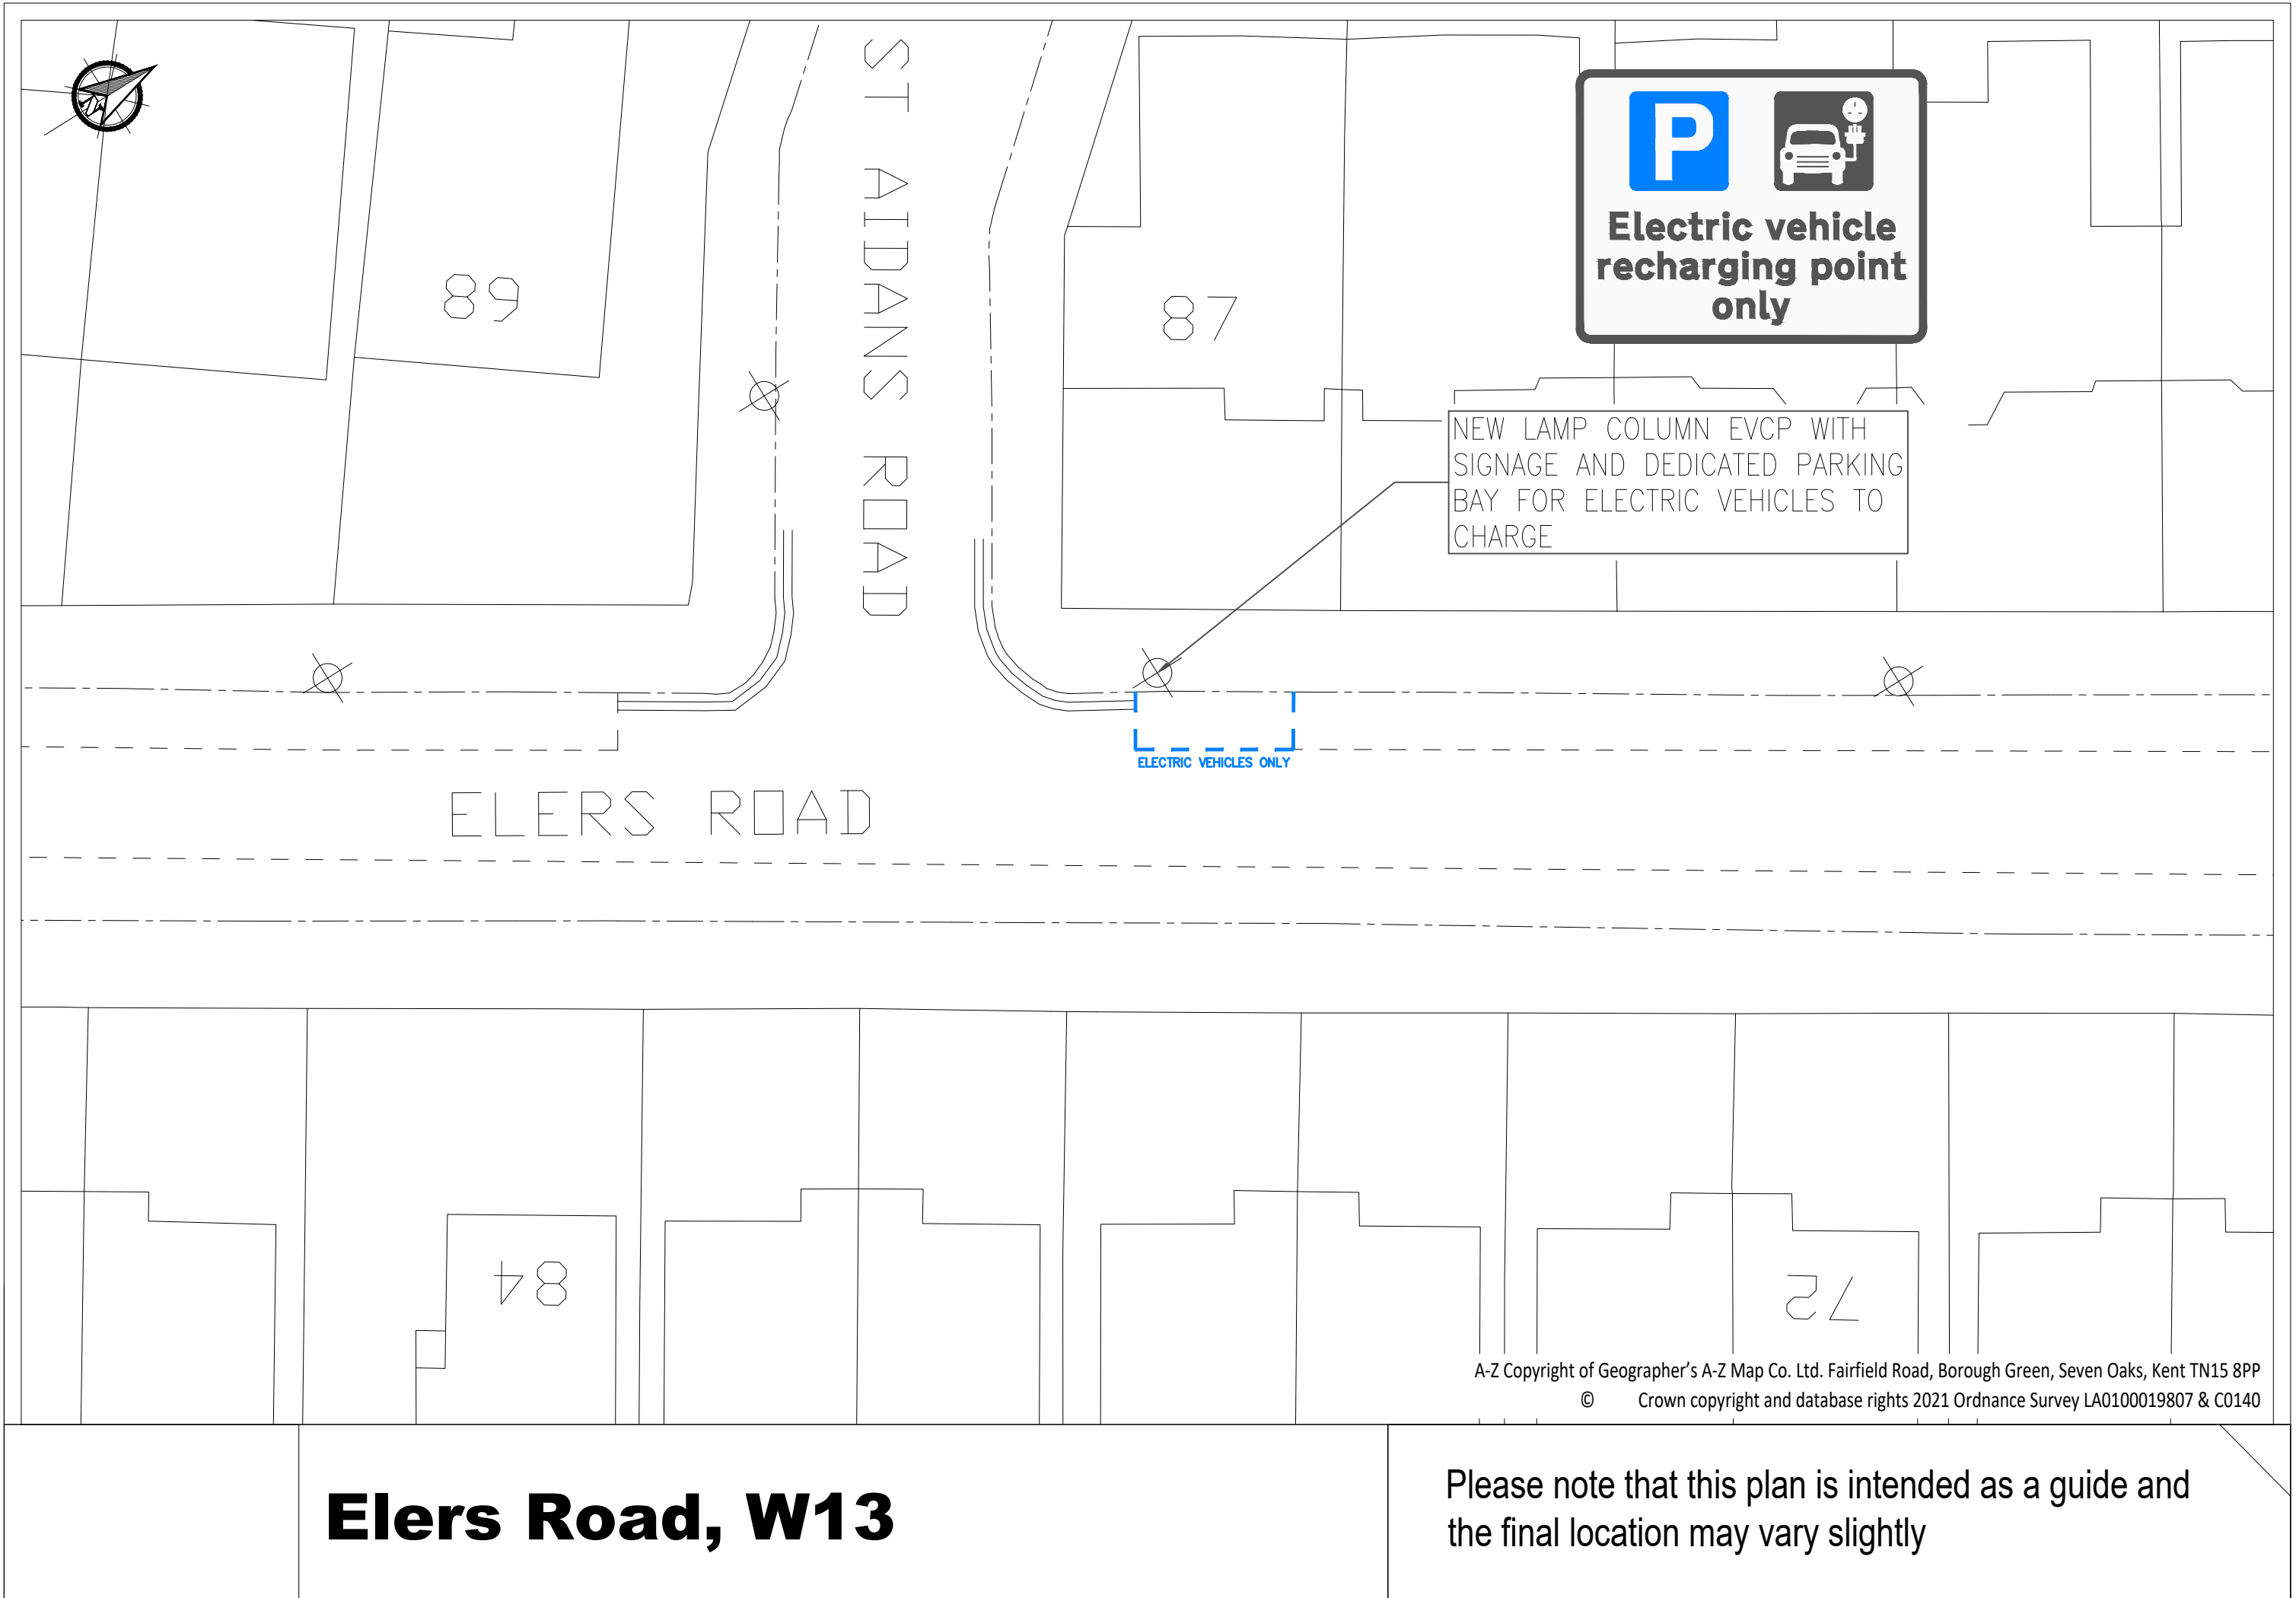 ST AIDANS ROAD
P
Electric vehicle
recharging point
only
89
87
NEW LAMP COLUMN EVCP WITH
SIGNAGE AND DEDICATED PARKING
BAY FOR ELECTRIC VEHICLES TO
CHARGE
ELECTRIC VEHICLES ONLY
ELERS ROAD
84
72
A-Z Copyright of Geographer's A-Z Map Co. Ltd. Fairfield Road, Borough Green, Seven Oaks, Kent TN15 8PP
© Crown copyright and database rights 2021 Ordnance Survey LA0100019807 & C0140
Elers Road, W13
Please note that this plan is intended as a guide and
the final location may vary slightly